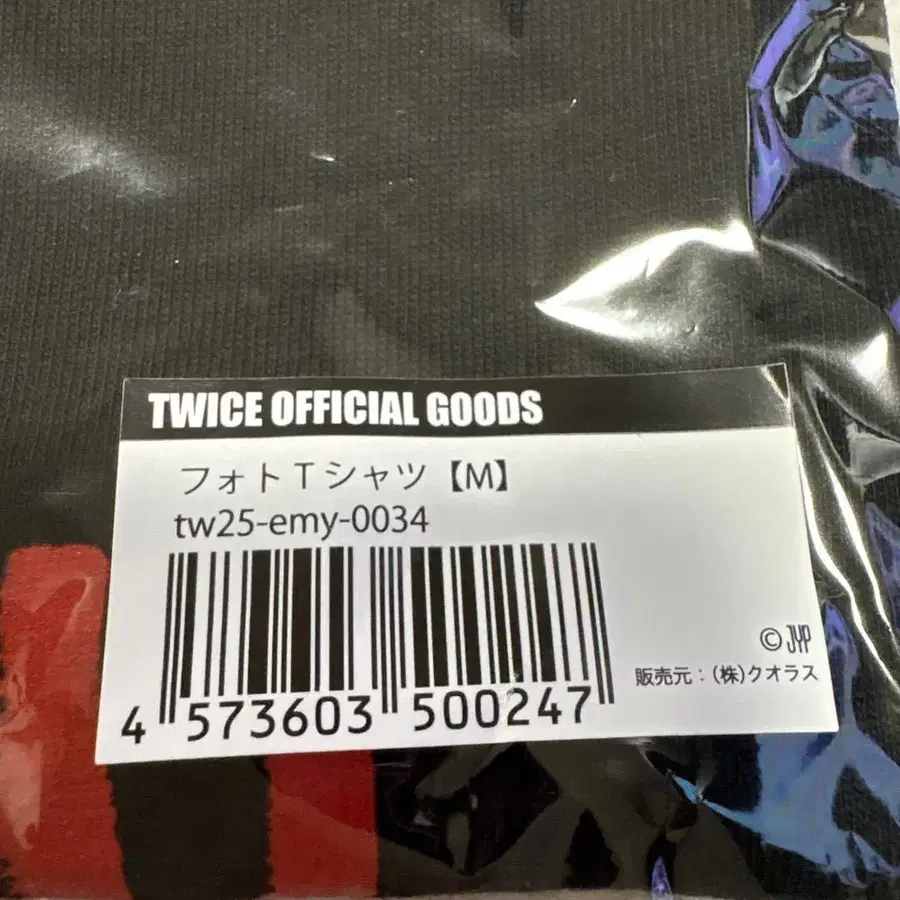 TWICE OFFICIAL GOODS
フォトTシャツ【M】
tw25-emy-0034
4 573603 500247
© JYP
販売元：(株)クオラス